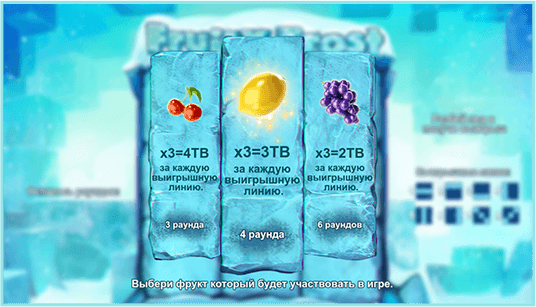 Fruity Frost
x3=4TB
за каждую
выигрышную
линию.
3 раунда
x3=3TB
за каждую
выигрышную
линию.
4 раунда
x3=2TB
за каждую
выигрышную
линию.
6 раундов
Выбери фрукт который будет участвовать в игре.